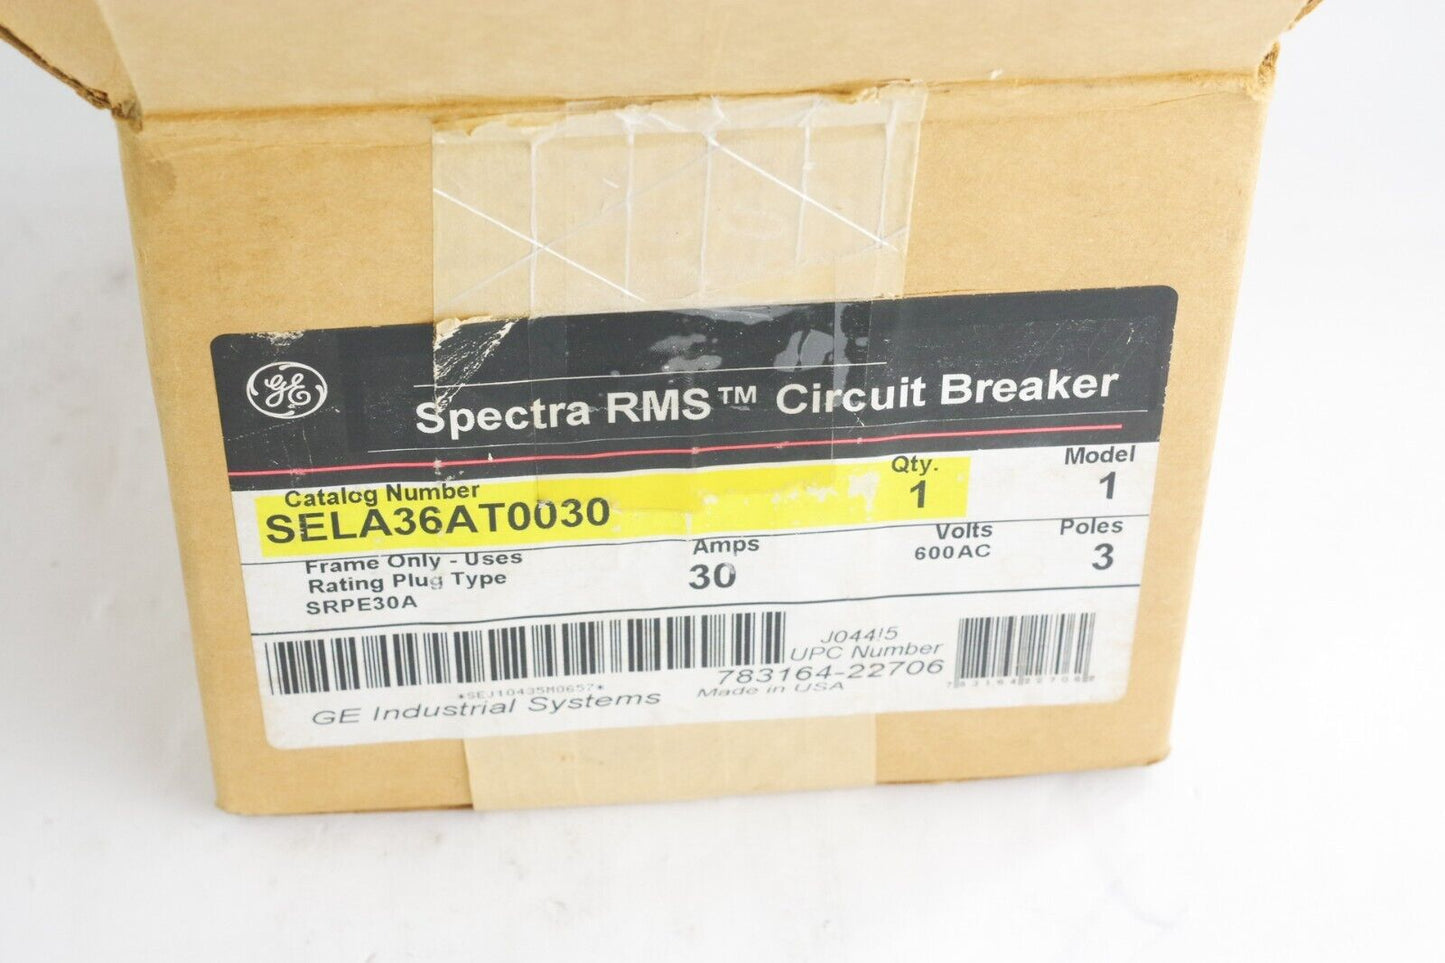 GE
Spectra RMS™ Circuit Breaker
Catalog Number Qty. Model
SELA36AT0030 1 1
Frame Only - Uses Amps Volts Poles
Rating Plug Type 30 600AC 3
SRPE30A
J04415
UPC Number
783164-22706
*SEJ10435M0657*
Made in USA
GE Industrial Systems